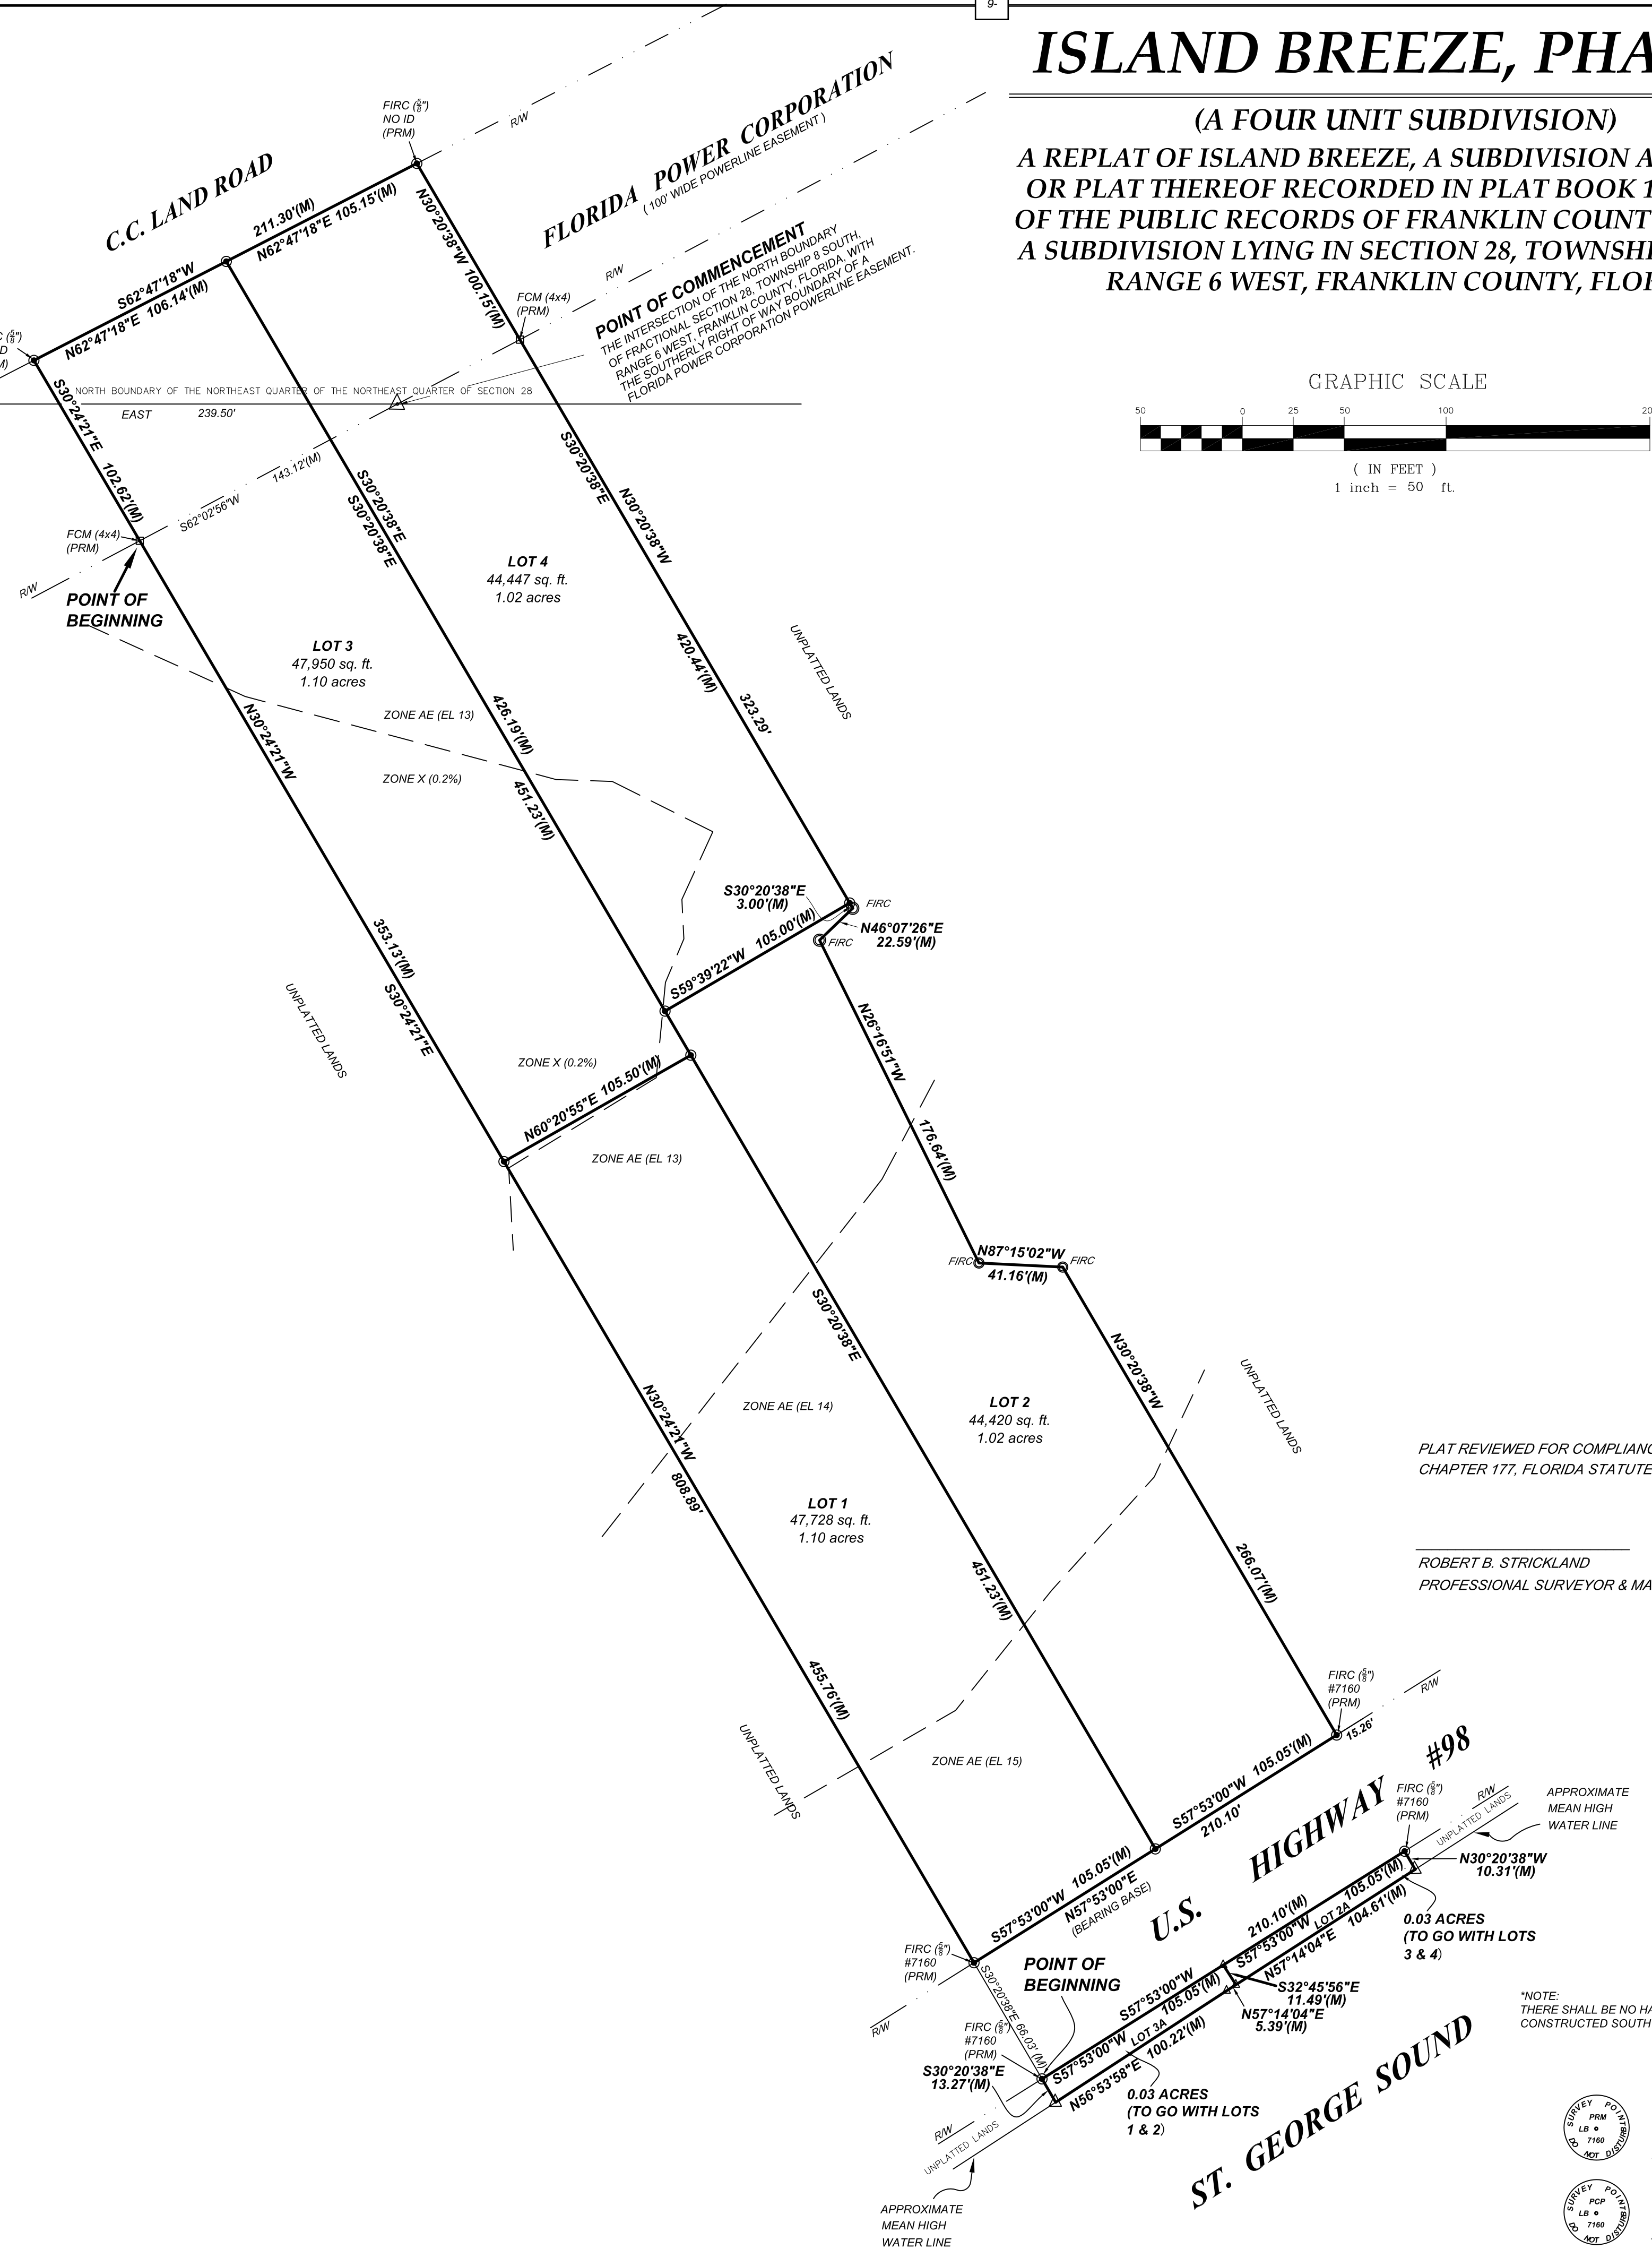 9-
ISLAND BREEZE, PHA
(A FOUR UNIT SUBDIVISION)
A REPLAT OF ISLAND BREEZE, A SUBDIVISION A
OR PLAT THEREOF RECORDED IN PLAT BOOK 1
OF THE PUBLIC RECORDS OF FRANKLIN COUNT
A SUBDIVISION LYING IN SECTION 28, TOWNSHI
RANGE 6 WEST, FRANKLIN COUNTY, FLOR
GRAPHIC SCALE
50 0 25 50 100 20
( IN FEET )
1 inch = 50 ft.
FIRC (5/8")
NO ID
(PRM)
R/W
C.C. LAND ROAD
FLORIDA POWER CORPORATION
( 100' WIDE POWERLINE EASEMENT )
211.30'(M)
N62°47'18"E 105.15'(M)
S62°47'18"W
N62°47'18"E 106.14'(M)
N30°20'38"W 100.15'(M)
R/W
FCM (4x4)
(PRM)
POINT OF COMMENCEMENT
THE INTERSECTION OF THE NORTH BOUNDARY
OF FRACTIONAL SECTION 28, TOWNSHIP 8 SOUTH,
RANGE 6 WEST, FRANKLIN COUNTY, FLORIDA, WITH
THE SOUTHERLY RIGHT OF WAY BOUNDARY OF A
FLORIDA POWER CORPORATION POWERLINE EASEMENT.
C (5/8")
D
M)
NORTH BOUNDARY OF THE NORTHEAST QUARTER OF THE NORTHEAST QUARTER OF SECTION 28
EAST 239.50'
S30°24'21"E 102.62'(M)
143.12'(M)
S62°02'56"W
FCM (4x4)
(PRM)
R/W
POINT OF
BEGINNING
S30°20'38"E
S30°20'38"E
S30°20'38"E
N30°20'38"W
LOT 4
44,447 sq. ft.
1.02 acres
LOT 3
47,950 sq. ft.
1.10 acres
UNPLATTED LANDS
420.44'(M)
323.29'
426.19'(M)
451.23'(M)
ZONE AE (EL 13)
ZONE X (0.2%)
N30°24'21"W
353.13'(M)
S30°24'21"E
UNPLATTED LANDS
S30°20'38"E
3.00'(M)
FIRC
N46°07'26"E
22.59'(M)
FIRC
S59°39'22"W 105.00'(M)
ZONE X (0.2%)
N60°20'55"E 105.50'(M)
ZONE AE (EL 13)
N26°16'51"W
176.64'(M)
FIRC
N87°15'02"W
41.16'(M)
FIRC
S30°20'38"E
N30°20'38"W
UNPLATTED LANDS
ZONE AE (EL 14)
LOT 2
44,420 sq. ft.
1.02 acres
N30°24'21"W
808.89'
LOT 1
47,728 sq. ft.
1.10 acres
451.23'(M)
266.07'(M)
PLAT REVIEWED FOR COMPLIANC
CHAPTER 177, FLORIDA STATUTE
ROBERT B. STRICKLAND
PROFESSIONAL SURVEYOR & MA
455.76'(M)
UNPLATTED LANDS
ZONE AE (EL 15)
FIRC (5/8")
#7160
(PRM)
R/W
15.26'
S57°53'00"W 105.05'(M)
210.10'
S57°53'00"W 105.05'(M)
N57°53'00"E
(BEARING BASE)
U.S. HIGHWAY #98
FIRC (5/8")
#7160
(PRM)
R/W
UNPLATTED LANDS
APPROXIMATE
MEAN HIGH
WATER LINE
N30°20'38"W
10.31'(M)
FIRC (5/8")
#7160
(PRM)
R/W
S30°20'38"E 66.03' (M)
POINT OF
BEGINNING
210.10'(M)
S57°53'00"W 105.05'(M)
LOT 2A
N57°14'04"E 104.61'(M)
0.03 ACRES
(TO GO WITH LOTS
3 & 4)
S57°53'00"W
S57°53'00"W 105.05'(M)
LOT 3A
N56°53'58"E 100.22'(M)
S32°45'56"E
11.49'(M)
N57°14'04"E
5.39'(M)
FIRC (5/8")
#7160
(PRM)
S30°20'38"E
13.27'(M)
0.03 ACRES
(TO GO WITH LOTS
1 & 2)
R/W
UNPLATTED LANDS
APPROXIMATE
MEAN HIGH
WATER LINE
ST. GEORGE SOUND
*NOTE:
THERE SHALL BE NO HA
CONSTRUCTED SOUTH
SURVEY POINT
PRM
LB
7160
DO NOT DISTURB
SURVEY POINT
PCP
LB
7160
DO NOT DISTURB